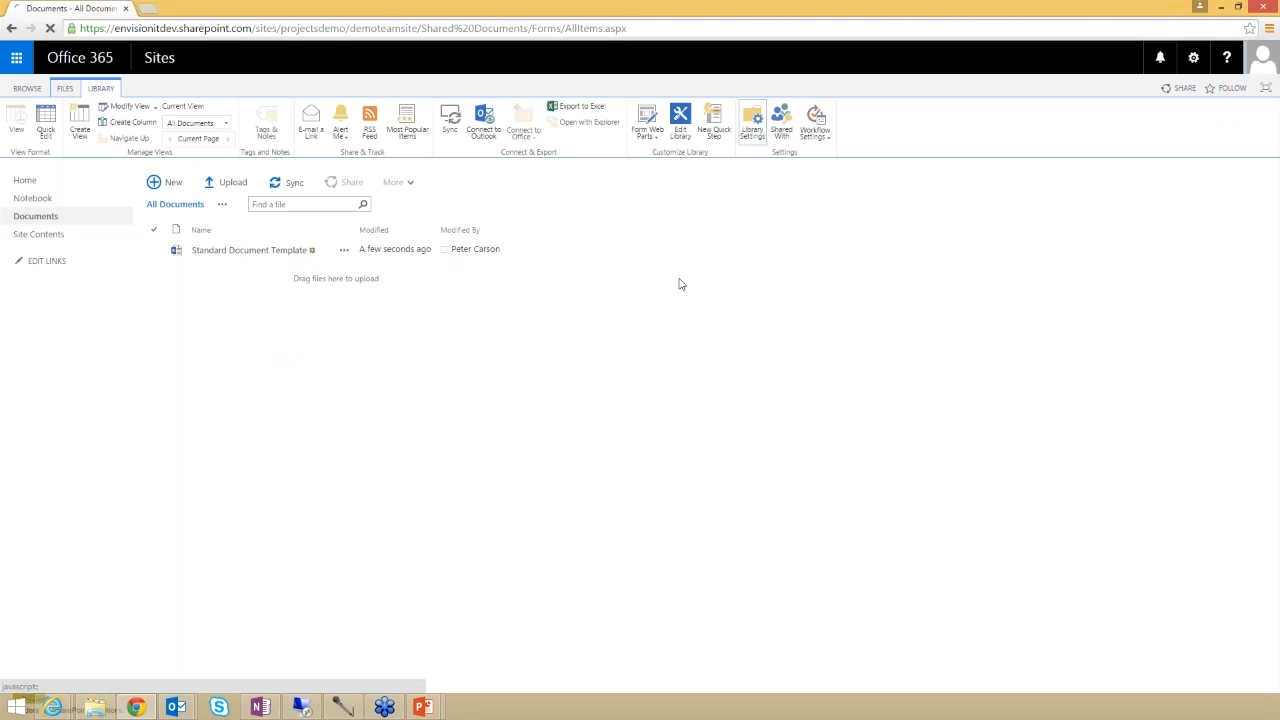 Documents - All Documen
https://envisionitdev.sharepoint.com/sites/projectsdemo/demoteamsite/Shared%20Documents/Forms/AllItems.aspx
Office 365 Sites ?
BROWSE FILES LIBRARY SHARE FOLLOW
View Quick Edit Create View Modify View Create Column Navigate Up Current View: All Documents Current Page Tags & Notes E-mail a Link Alert Me RSS Feed Most Popular Items Sync Connect to Outlook Connect to Office Export to Excel Open with Explorer Form Web Parts Edit Library New Quick Step Library Settings Shared With Workflow Settings
View Format Manage Views Tags and Notes Share & Track Connect & Export Customize Library Settings
Home
Notebook
Documents
Site Contents
EDIT LINKS
New Upload Sync Share More
All Documents ... Find a file
Name Modified Modified By
Standard Document Template ... A few seconds ago Peter Carson
Drag files here to upload
javascript:;